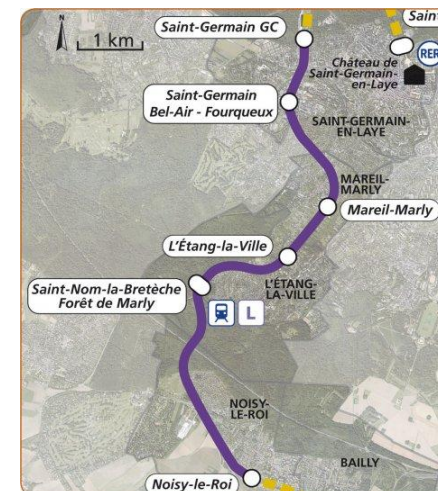 N
1 km
Saint-Germain GC
Saint
RER
Château de
Saint-Germain-
en-Laye
Saint-Germain
Bel-Air - Fourqueux
SAINT-GERMAIN-
EN-LAYE
MAREIL-
MARLY
Mareil-Marly
L'Étang-la-Ville
L'ÉTANG-
LA-VILLE
Saint-Nom-la-Bretèche
Forêt de Marly
L
NOISY-
LE-ROI
BAILLY
Noisy-le-Roi